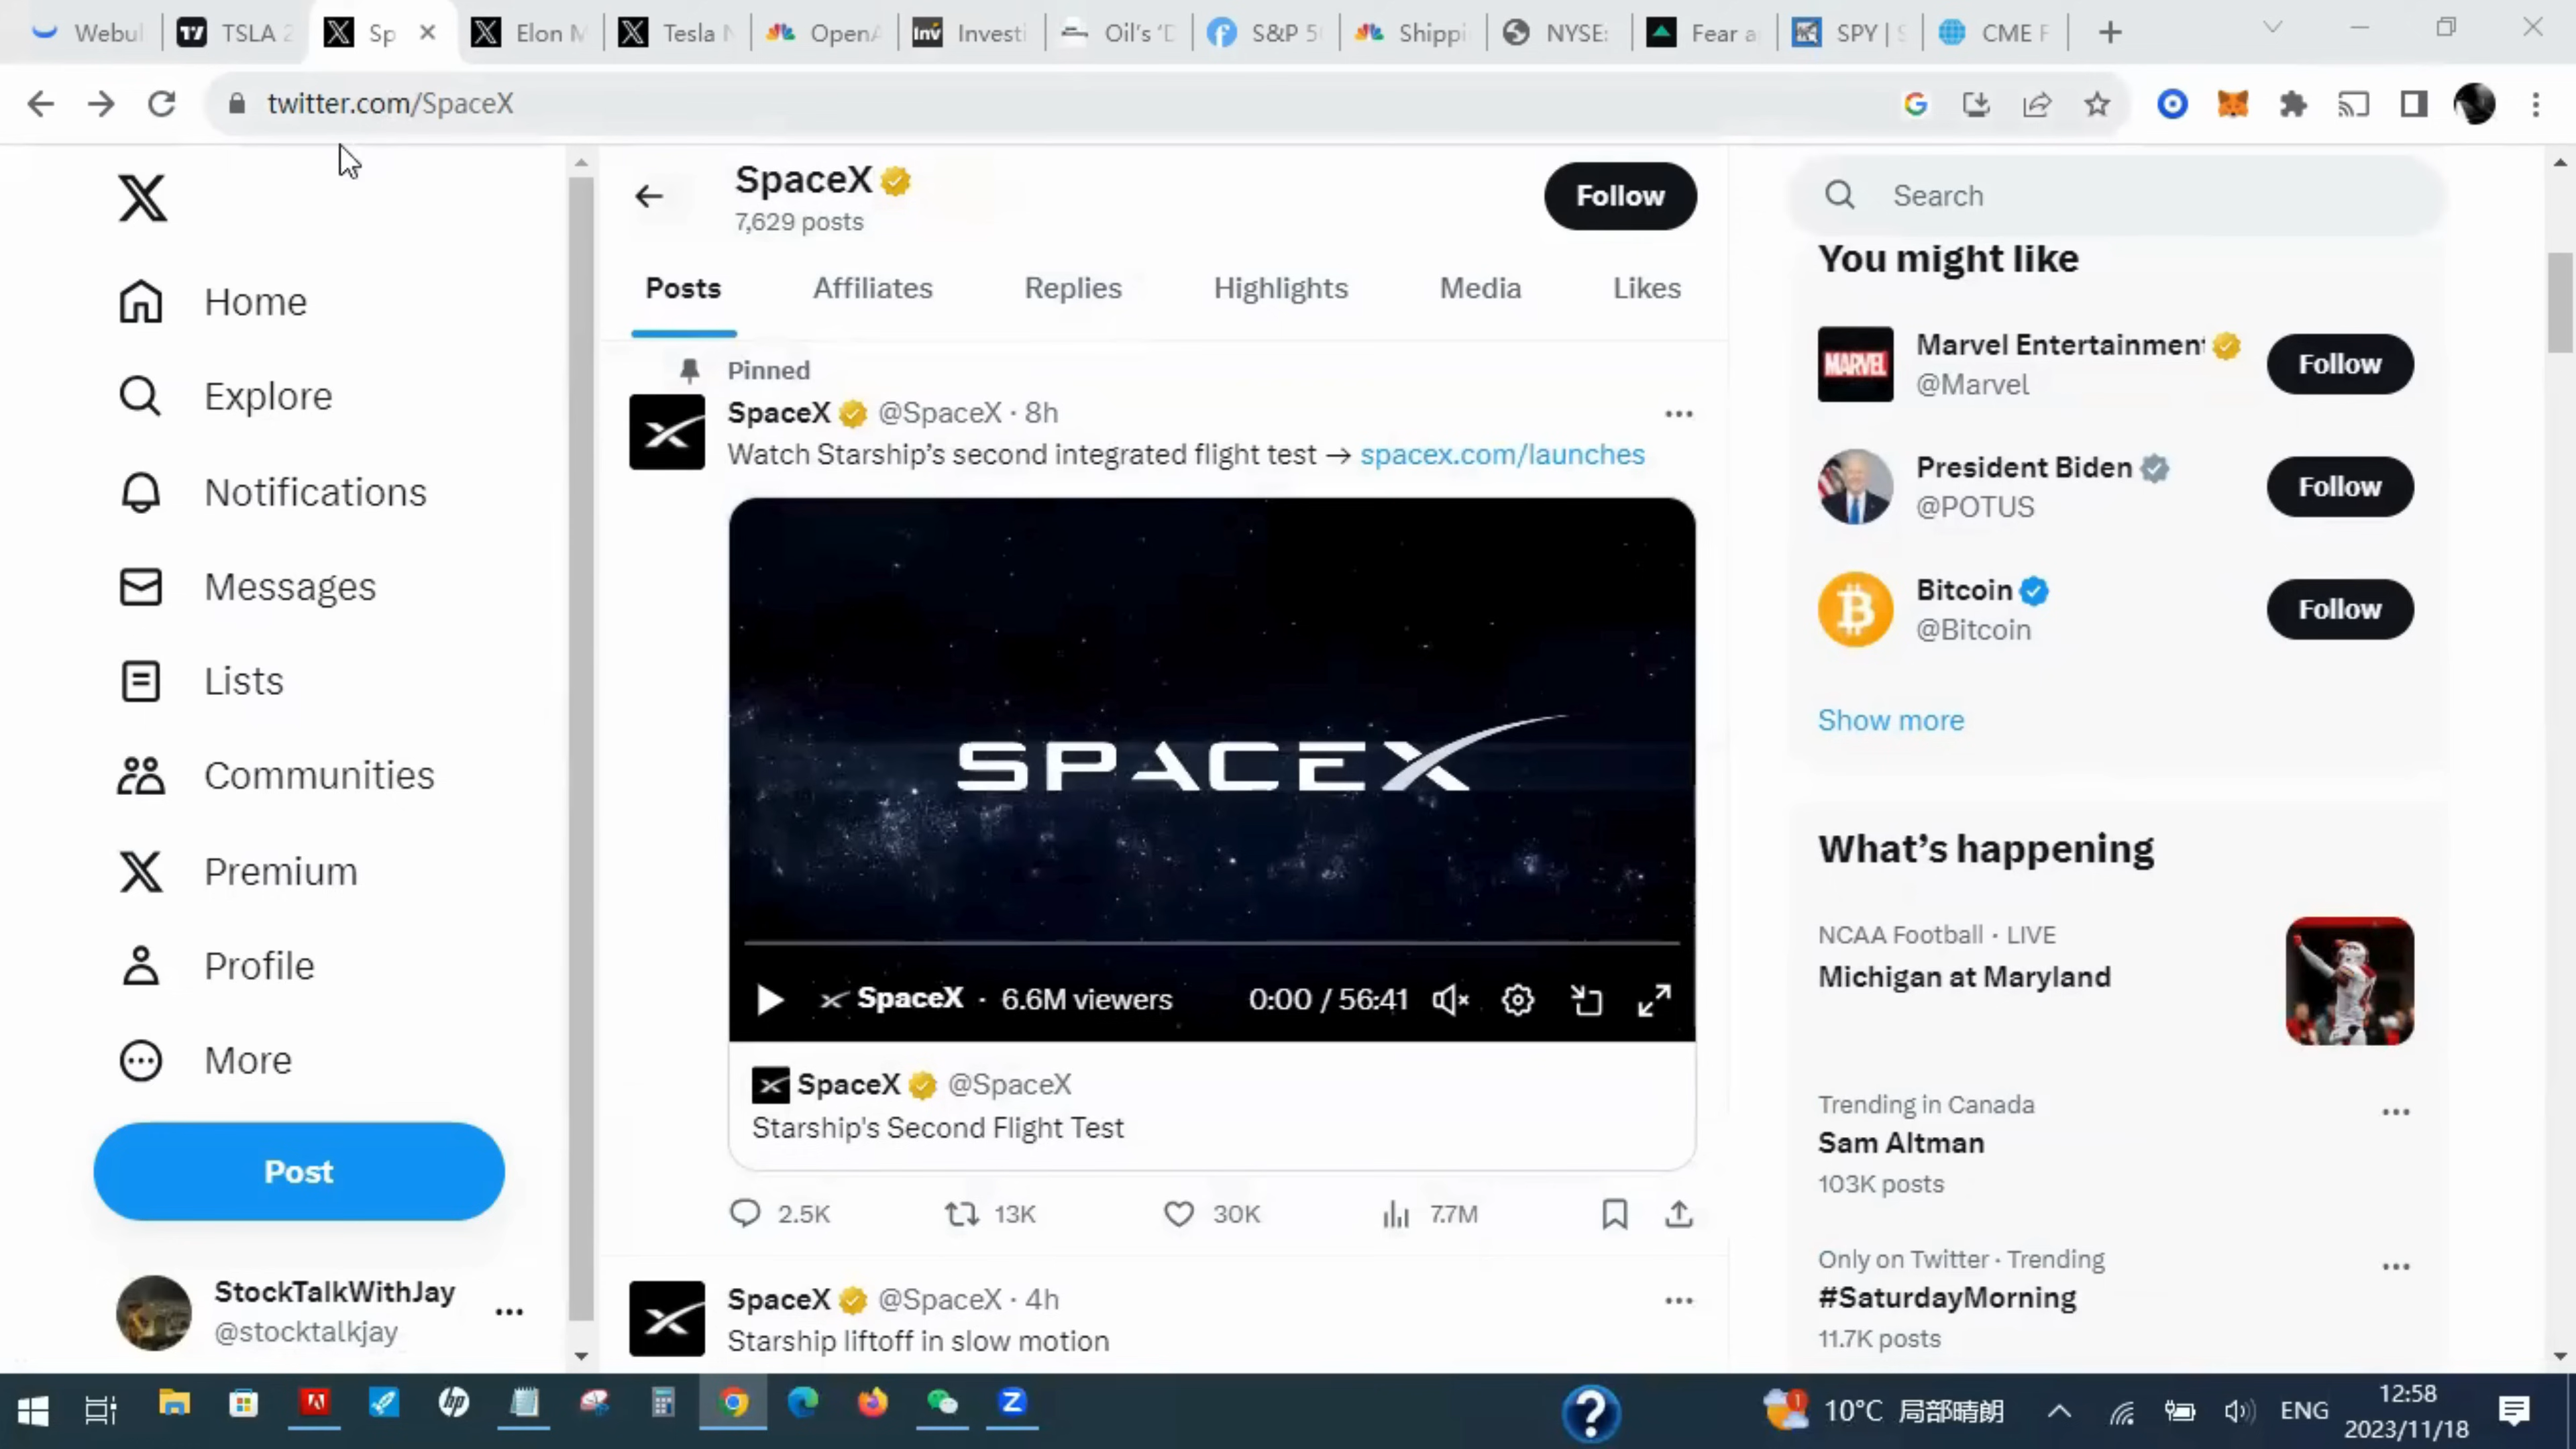 Webul
TSLA 2
Sp
Elon M
Tesla N
OpenA
Investi
Oil's 'D
S&P 5
Shippi
NYSE:
Fear a
SPY | S
CME F
twitter.com/SpaceX
Home
Explore
Notifications
Messages
Lists
Communities
Premium
Profile
More
Post
StockTalkWithJay
@stocktalkjay
SpaceX
7,629 posts
Follow
Posts
Affiliates
Replies
Highlights
Media
Likes
Pinned
SpaceX @SpaceX · 8h
Watch Starship's second integrated flight test → spacex.com/launches
SPACEX
SpaceX · 6.6M viewers
0:00 / 56:41
SpaceX @SpaceX
Starship's Second Flight Test
2.5K
13K
30K
7.7M
SpaceX @SpaceX · 4h
Starship liftoff in slow motion
Search
You might like
MARVEL
Marvel Entertainment
@Marvel
Follow
President Biden
@POTUS
Follow
Bitcoin
@Bitcoin
Follow
Show more
What's happening
NCAA Football · LIVE
Michigan at Maryland
Trending in Canada
Sam Altman
103K posts
Only on Twitter · Trending
#SaturdayMorning
11.7K posts
10°C 局部晴朗
ENG
12:58
2023/11/18